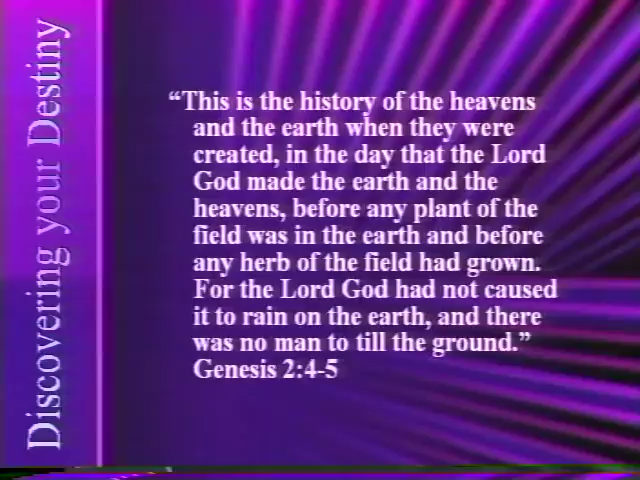 Discovering your Destiny
“This is the history of the heavens
and the earth when they were
created, in the day that the Lord
God made the earth and the
heavens, before any plant of the
field was in the earth and before
any herb of the field had grown.
For the Lord God had not caused
it to rain on the earth, and there
was no man to till the ground.”
Genesis 2:4-5